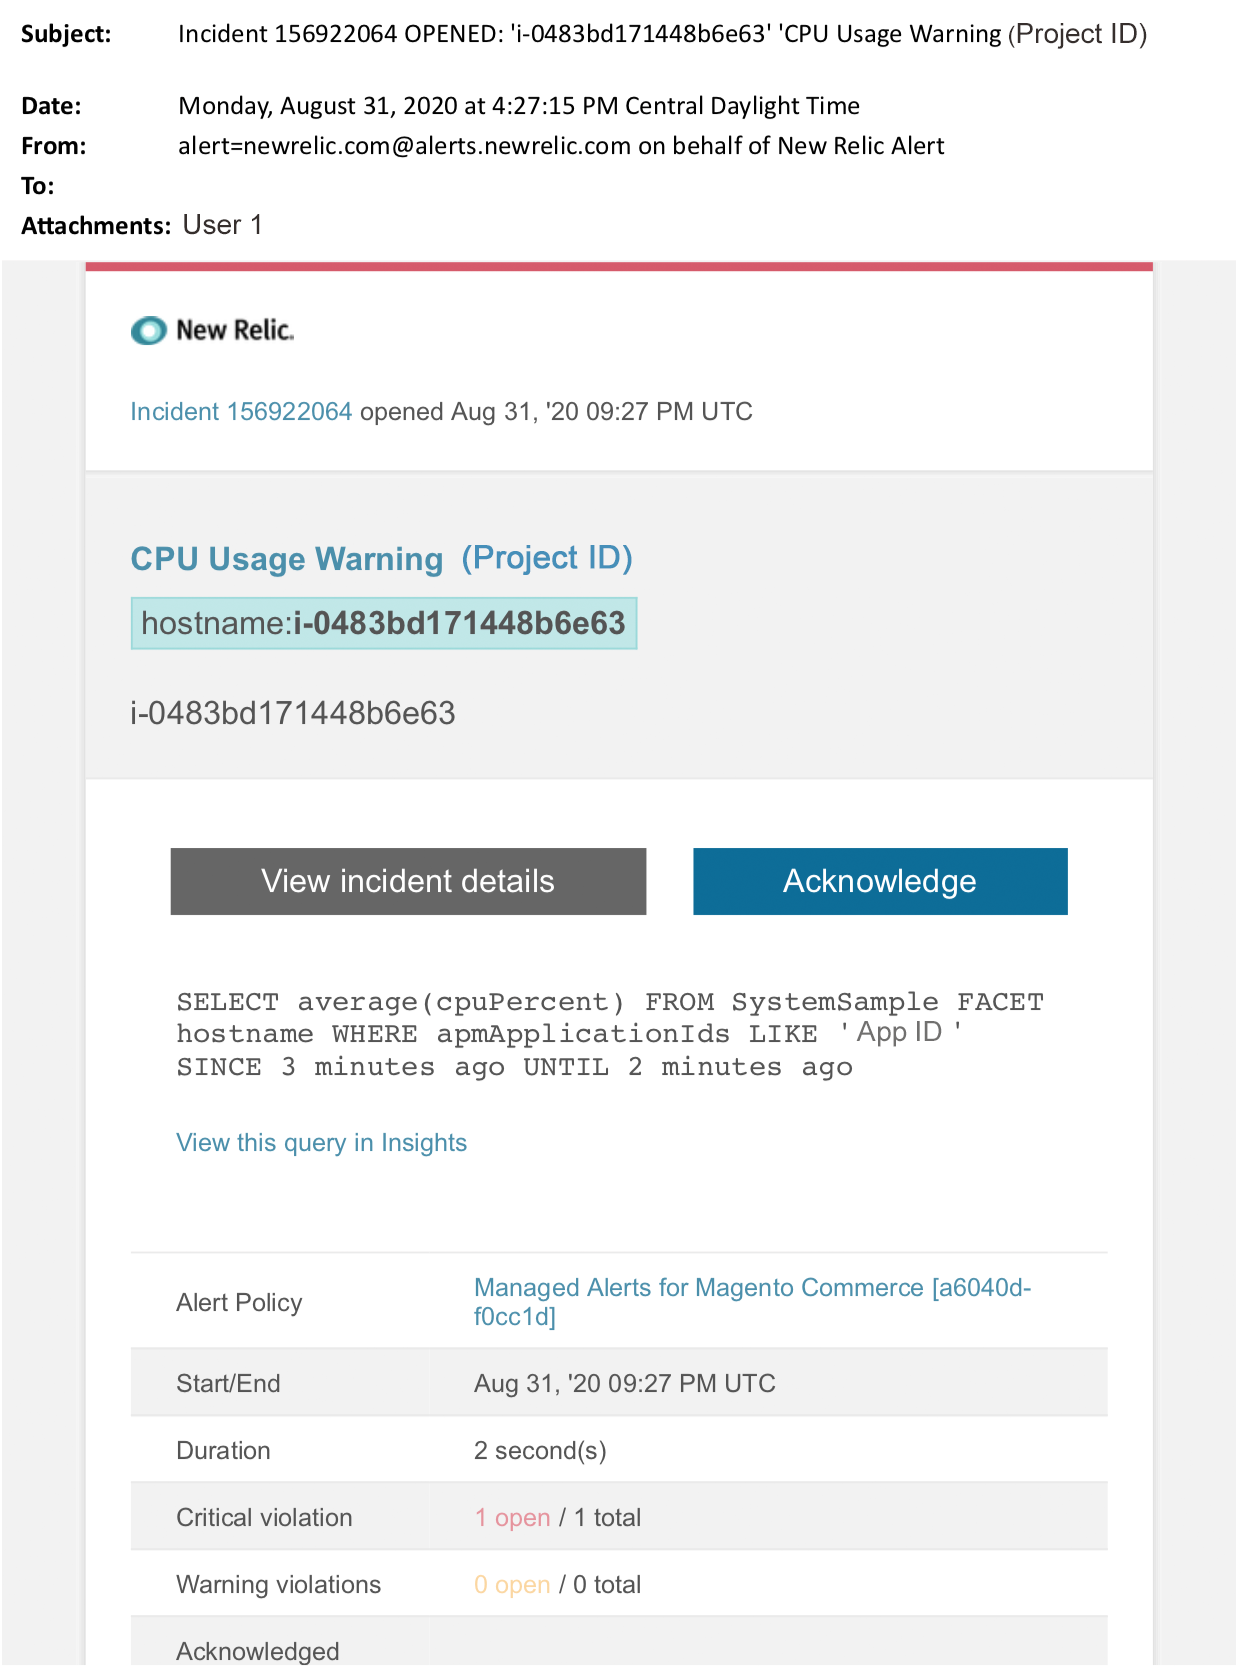 Subject: Incident 156922064 OPENED: 'i-0483bd171448b6e63' 'CPU Usage Warning (Project ID)
Date: Monday, August 31, 2020 at 4:27:15 PM Central Daylight Time
From: alert=newrelic.com@alerts.newrelic.com on behalf of New Relic Alert
To:
Attachments: User 1
New Relic.
Incident 156922064 opened Aug 31, '20 09:27 PM UTC
CPU Usage Warning (Project ID)
hostname:i-0483bd171448b6e63
i-0483bd171448b6e63
View incident details Acknowledge
SELECT average(cpuPercent) FROM SystemSample FACET
hostname WHERE apmApplicationIds LIKE 'App ID '
SINCE 3 minutes ago UNTIL 2 minutes ago
View this query in Insights
Alert Policy Managed Alerts for Magento Commerce [a6040d-
f0cc1d]
Start/End Aug 31, '20 09:27 PM UTC
Duration 2 second(s)
Critical violation 1 open / 1 total
Warning violations 0 open / 0 total
Acknowledged